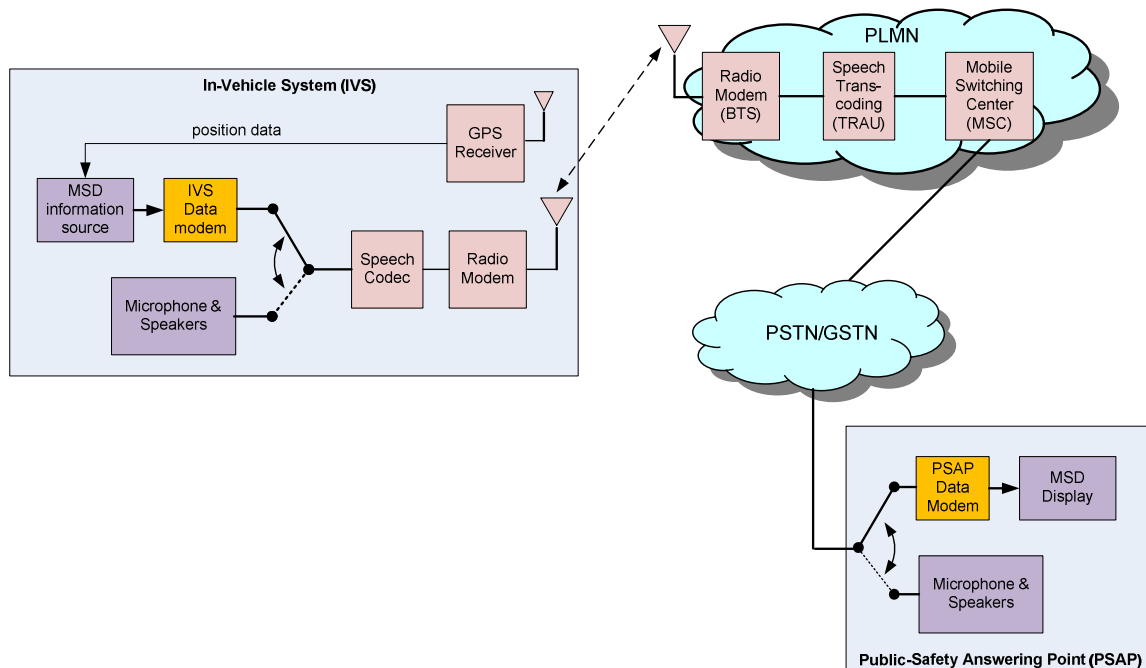 In-Vehicle System (IVS)
position data
GPS
Receiver
MSD
information
source
IVS
Data
modem
Speech
Codec
Radio
Modem
Microphone &
Speakers
PLMN
Radio
Modem
(BTS)
Speech
Trans-
coding
(TRAU)
Mobile
Switching
Center
(MSC)
PSTN/GSTN
PSAP
Data
Modem
MSD
Display
Microphone &
Speakers
Public-Safety Answering Point (PSAP)